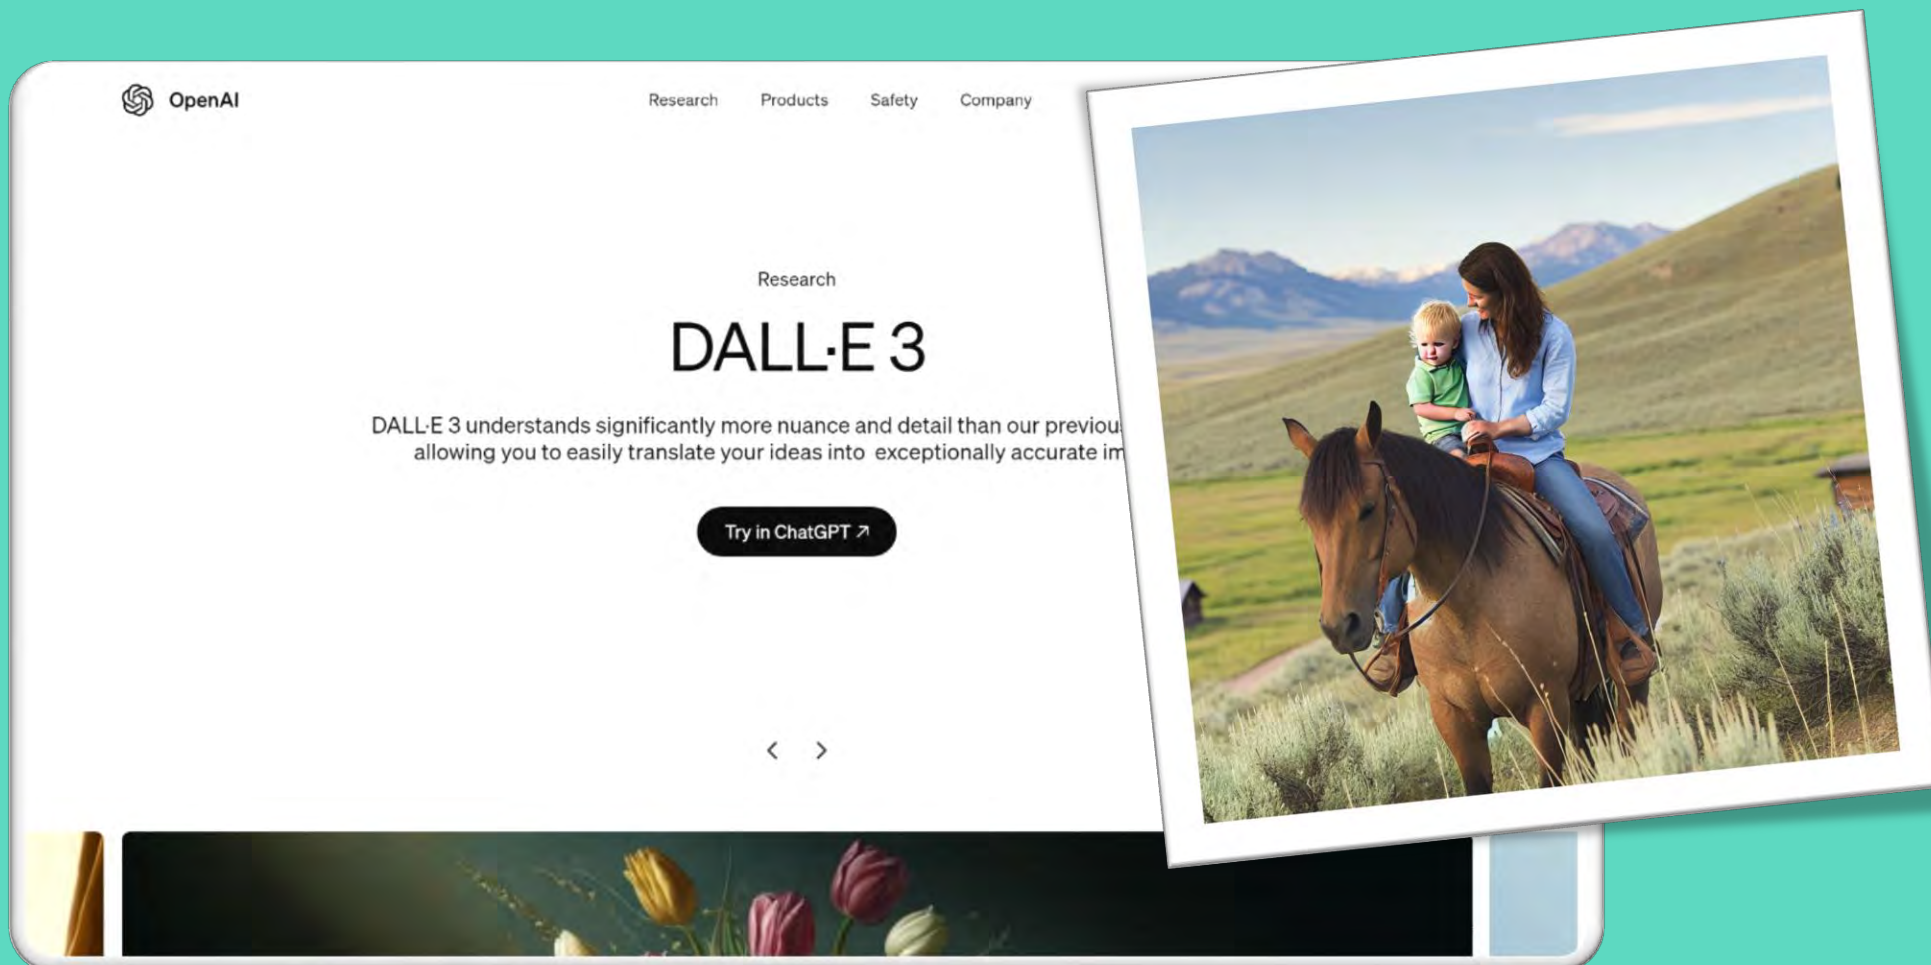 OpenAI
Research Products Safety Company
Research
DALL·E 3
DALL·E 3 understands significantly more nuance and detail than our previou
allowing you to easily translate your ideas into exceptionally accurate im
Try in ChatGPT ↗